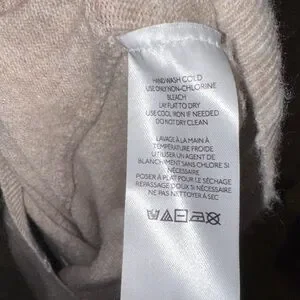 HAND WASH COLD
USE ONLY NON-CHLORINE
BLEACH
LAY FLAT TO DRY
USE COOL IRON IF NEEDED
DO NOT DRY CLEAN
LAVAGE À LA MAIN À
TEMPÉRATURE FROIDE
UTILISER UN AGENT DE
BLANCHIMENT SANS CHLORE SI
NÉCESSAIRE
POSER À PLAT POUR LE SÉCHAGE
REPASSAGE DOUX SI NÉCESSAIRE
NE PAS NETTOYER À SEC